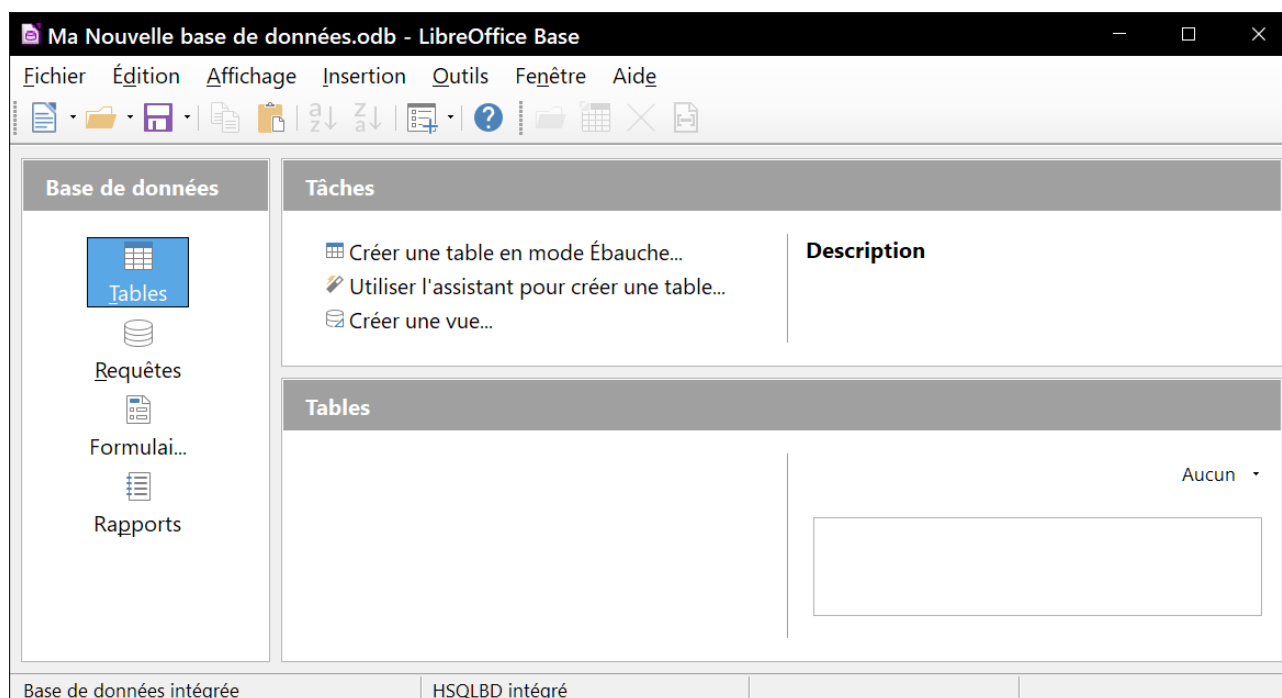 Ma Nouvelle base de données.odb - LibreOffice Base
Fichier Édition Affichage Insertion Outils Fenêtre Aide
Base de données
Tables
Requêtes
Formulai...
Rapports
Tâches
Créer une table en mode Ébauche...
Utiliser l'assistant pour créer une table...
Créer une vue...
Description
Tables
Aucun
Base de données intégrée
HSQLBD intégré